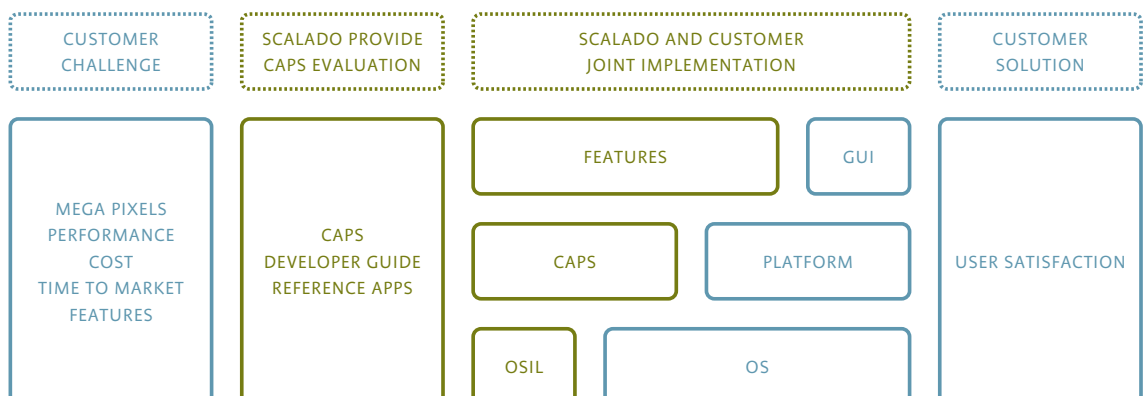 CUSTOMER
CHALLENGE
SCALADO PROVIDE
CAPS EVALUATION
SCALADO AND CUSTOMER
JOINT IMPLEMENTATION
CUSTOMER
SOLUTION
MEGA PIXELS
PERFORMANCE
COST
TIME TO MARKET
FEATURES
CAPS
DEVELOPER GUIDE
REFERENCE APPS
FEATURES
GUI
CAPS
PLATFORM
OSIL
OS
USER SATISFACTION